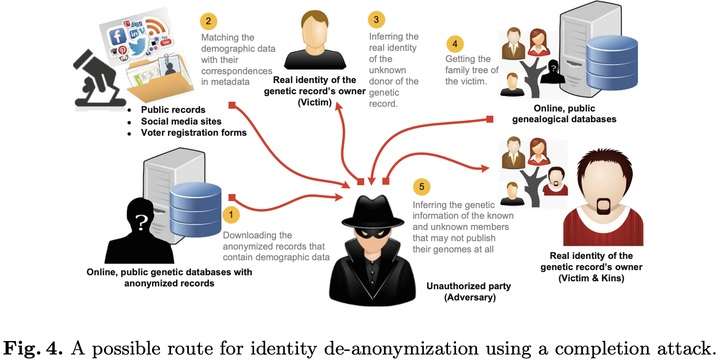 2
Matching the
demographic data
with their
correspondences
in metadata
• Public records
• Social media sites
• Voter registration forms
Real identity of the
genetic record's owner
(Victim)
3
Inferring the
real identity
of the
unknown
donor of the
genetic
record.
4
Getting the
family tree of
the victim.
Online, public
genealogical databases
?
1
Downloading the
anonymized records that
contain demographic data
Online, public genetic databases with
anonymized records
5
Inferring the genetic
information of the known
and unknown members
that may not publish
their genomes at all
Unauthorized party
(Adversary)
Real identity of the
genetic record's owner
(Victim & Kins)
Fig. 4. A possible route for identity de-anonymization using a completion attack.